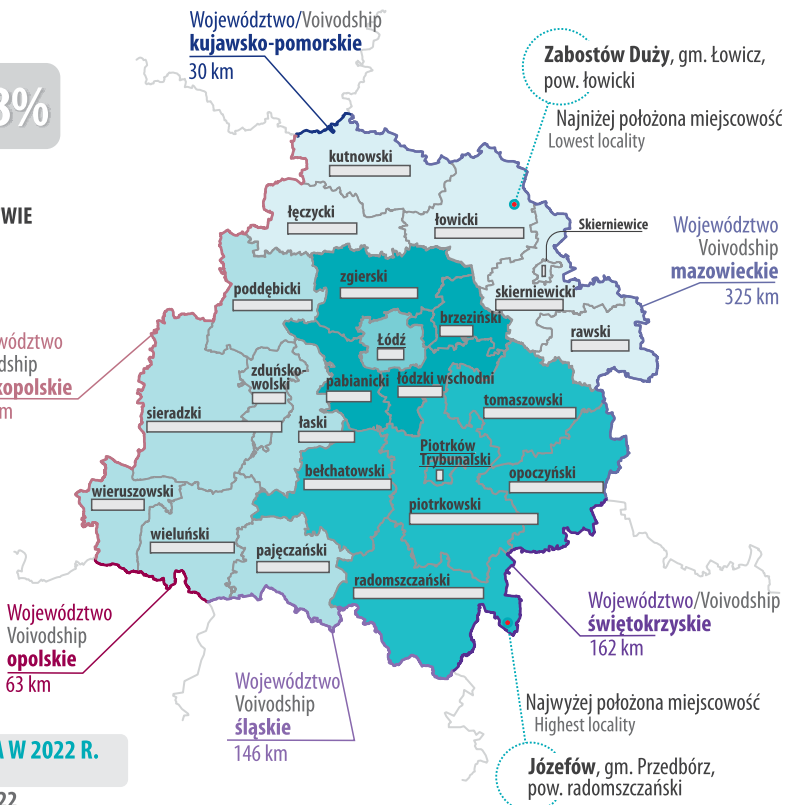 Województwo/Voivodship
kujawsko-pomorskie
30 km
Zabostów Duży, gm. Łowicz,
pow. łowicki
Najniżej położona miejscowość
Lowest locality
3%
WIE
kutnowski
łęczycki
łowicki
Skierniewice
Województwo
Voivodship
mazowieckie
325 km
zgierski
poddębicki
skierniewicki
brzeziński
rawski
Łódź
wództwo
dship
kopolskie
m
zduńsko-
wolski
pabianicki
łódzki wschodni
sieradzki
tomaszowski
łaski
Piotrków
Trybunalski
bełchatowski
opoczyński
wieruszowski
piotrkowski
wieluński
pajęczański
radomszczański
Województwo
Voivodship
opolskie
63 km
Województwo/Voivodship
świętokrzyskie
162 km
Województwo
Voivodship
śląskie
146 km
Najwyżej położona miejscowość
Highest locality
A W 2022 R.
Józefów, gm. Przedbórz,
pow. radomszczański
22